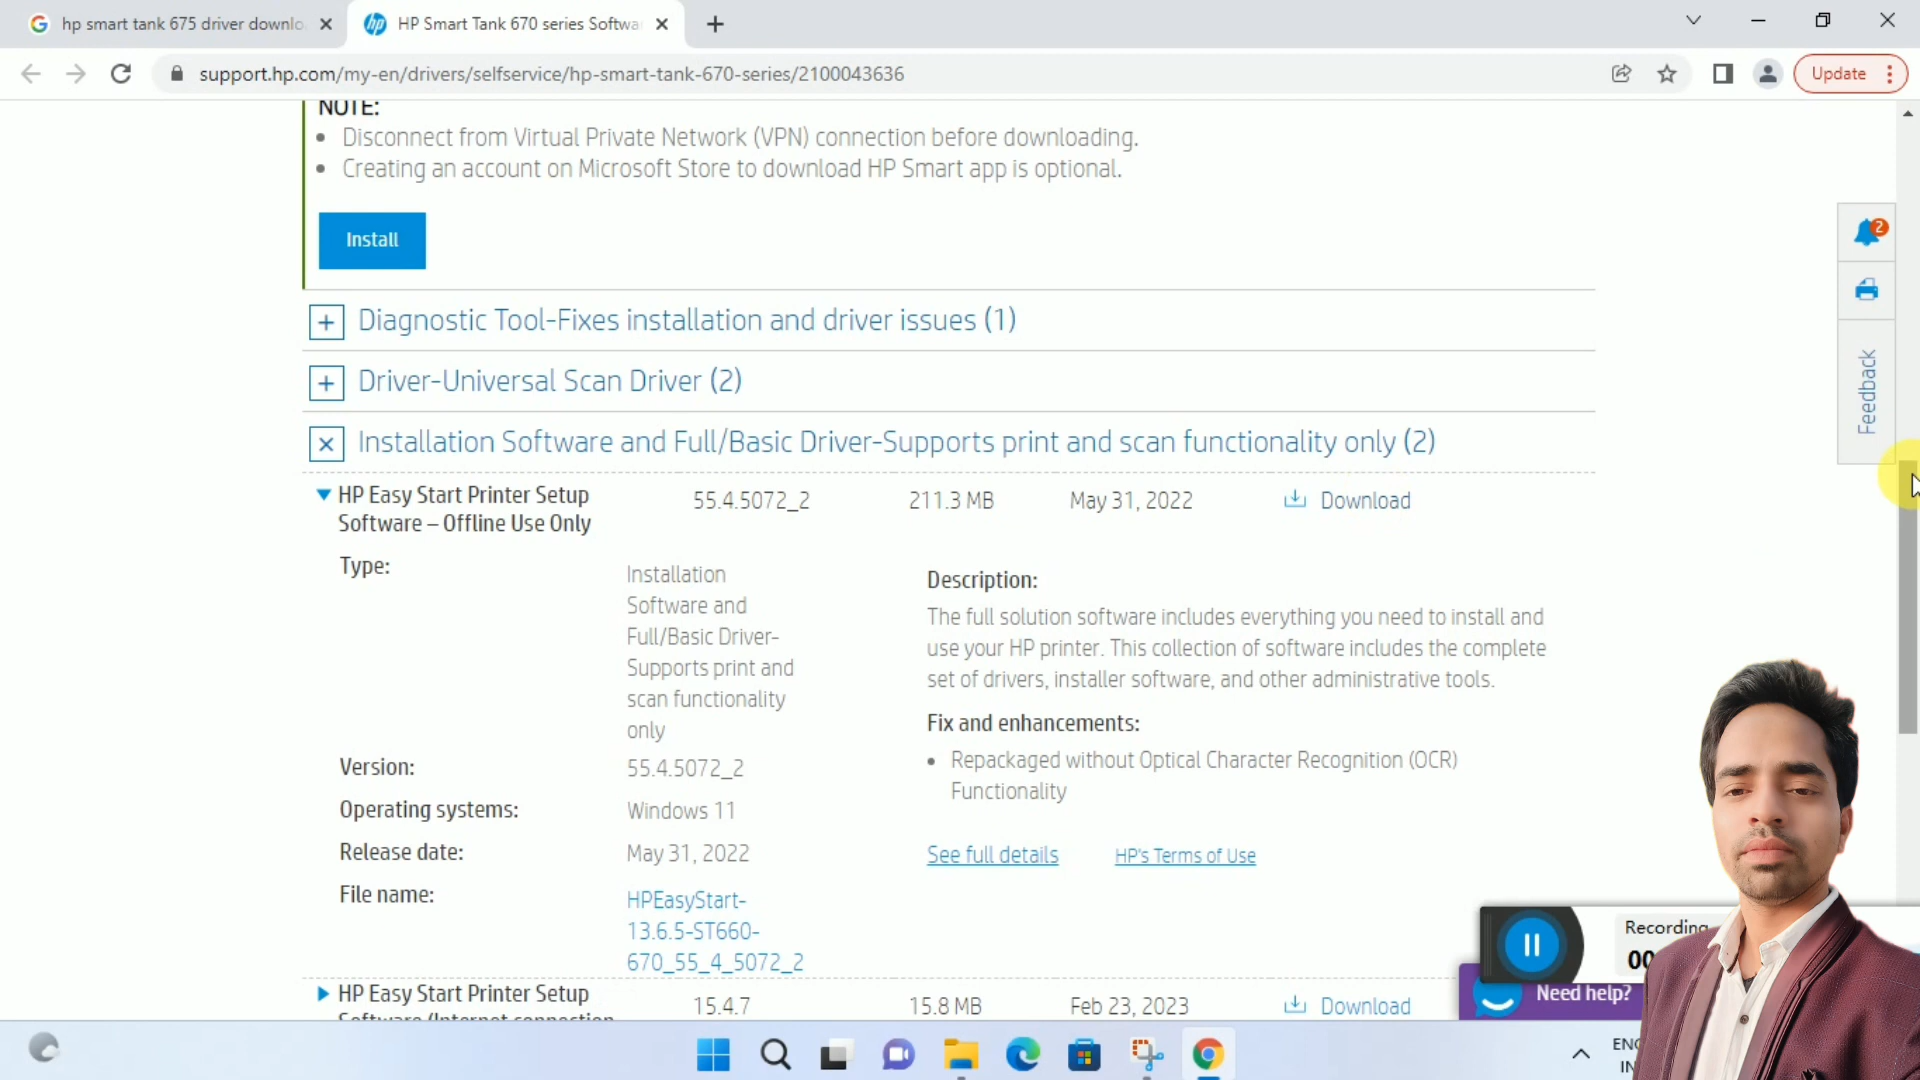 hp smart tank 675 driver downlo
HP Smart Tank 670 series Softwa
support.hp.com/my-en/drivers/selfservice/hp-smart-tank-670-series/2100043636
Update
NOTE:
Disconnect from Virtual Private Network (VPN) connection before downloading.
Creating an account on Microsoft Store to download HP Smart app is optional.
Install
2
Feedback
+ Diagnostic Tool-Fixes installation and driver issues (1)
+ Driver-Universal Scan Driver (2)
× Installation Software and Full/Basic Driver-Supports print and scan functionality only (2)
HP Easy Start Printer Setup
Software – Offline Use Only
55.4.5072_2
211.3 MB
May 31, 2022
Download
Type:
Installation
Software and
Full/Basic Driver-
Supports print and
scan functionality
only
Version:
55.4.5072_2
Operating systems:
Windows 11
Release date:
May 31, 2022
File name:
HPEasyStart-
13.6.5-ST660-
670_55_4_5072_2
Description:
The full solution software includes everything you need to install and
use your HP printer. This collection of software includes the complete
set of drivers, installer software, and other administrative tools.
Fix and enhancements:
Repackaged without Optical Character Recognition (OCR)
Functionality
See full details
HP's Terms of Use
HP Easy Start Printer Setup
Software (Internet connection
15.4.7
15.8 MB
Feb 23, 2023
Download
Recording
00
Need help?
ENG
IN